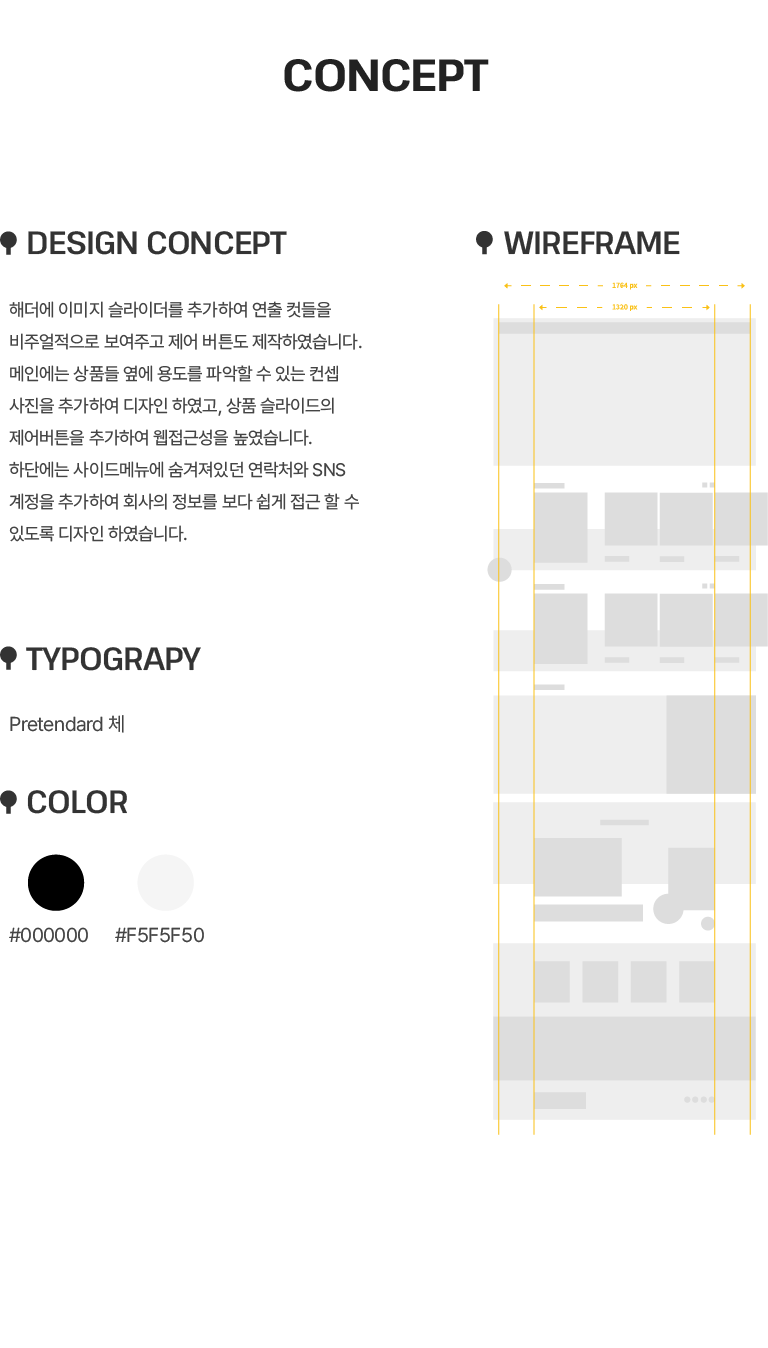 CONCEPT
DESIGN CONCEPT
해더에 이미지 슬라이더를 추가하여 연출 컷들을
비주얼적으로 보여주고 제어 버튼도 제작하였습니다.
메인에는 상품들 옆에 용도를 파악할 수 있는 컨셉
사진을 추가하여 디자인 하였고, 상품 슬라이드의
제어버튼을 추가하여 웹접근성을 높였습니다.
하단에는 사이드메뉴에 숨겨져있던 연락처와 SNS
계정을 추가하여 회사의 정보를 보다 쉽게 접근 할 수
있도록 디자인 하였습니다.
TYPOGRAPY
Pretendard 체
COLOR
#000000 #F5F5F50
WIREFRAME
1764 px
1320 px